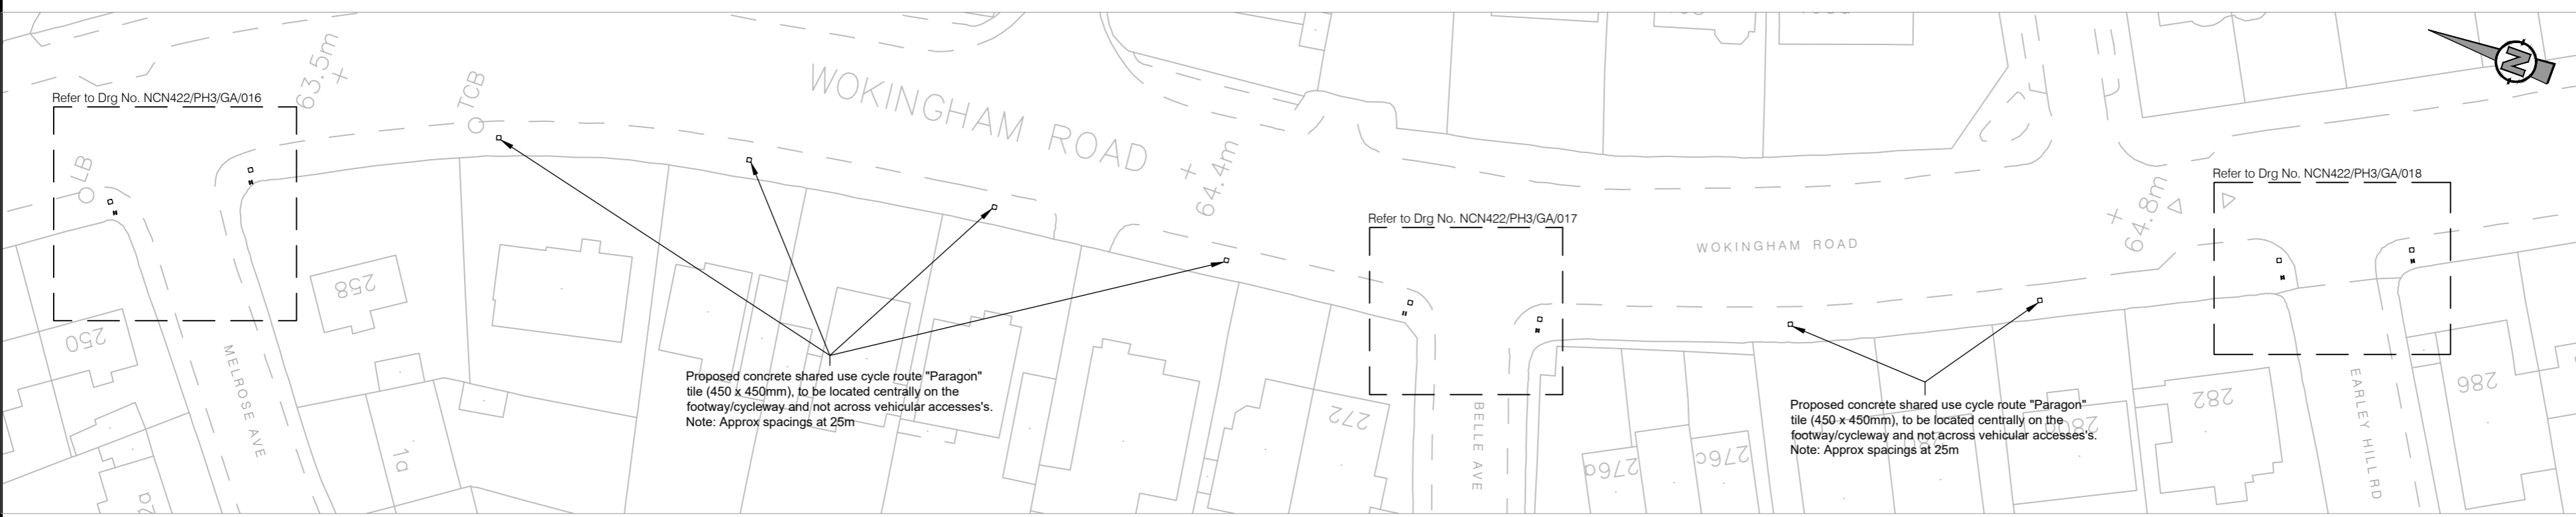 Refer to Drg No. NCN422/PH3/GA/016
63.5m
TCB
LB
WOKINGHAM ROAD
64.4m
Refer to Drg No. NCN422/PH3/GA/017
WOKINGHAM ROAD
64.8m
Refer to Drg No. NCN422/PH3/GA/018
N
258
250
MELROSE AVE
1a
Proposed concrete shared use cycle route "Paragon"
tile (450 x 450mm), to be located centrally on the
footway/cycleway and not across vehicular accesses's.
Note: Approx spacings at 25m
272
BELLE AVE
276a
276c
Proposed concrete shared use cycle route "Paragon"
tile (450 x 450mm), to be located centrally on the
footway/cycleway and not across vehicular accesses's.
Note: Approx spacings at 25m
282
EARLEY HILL RD
286